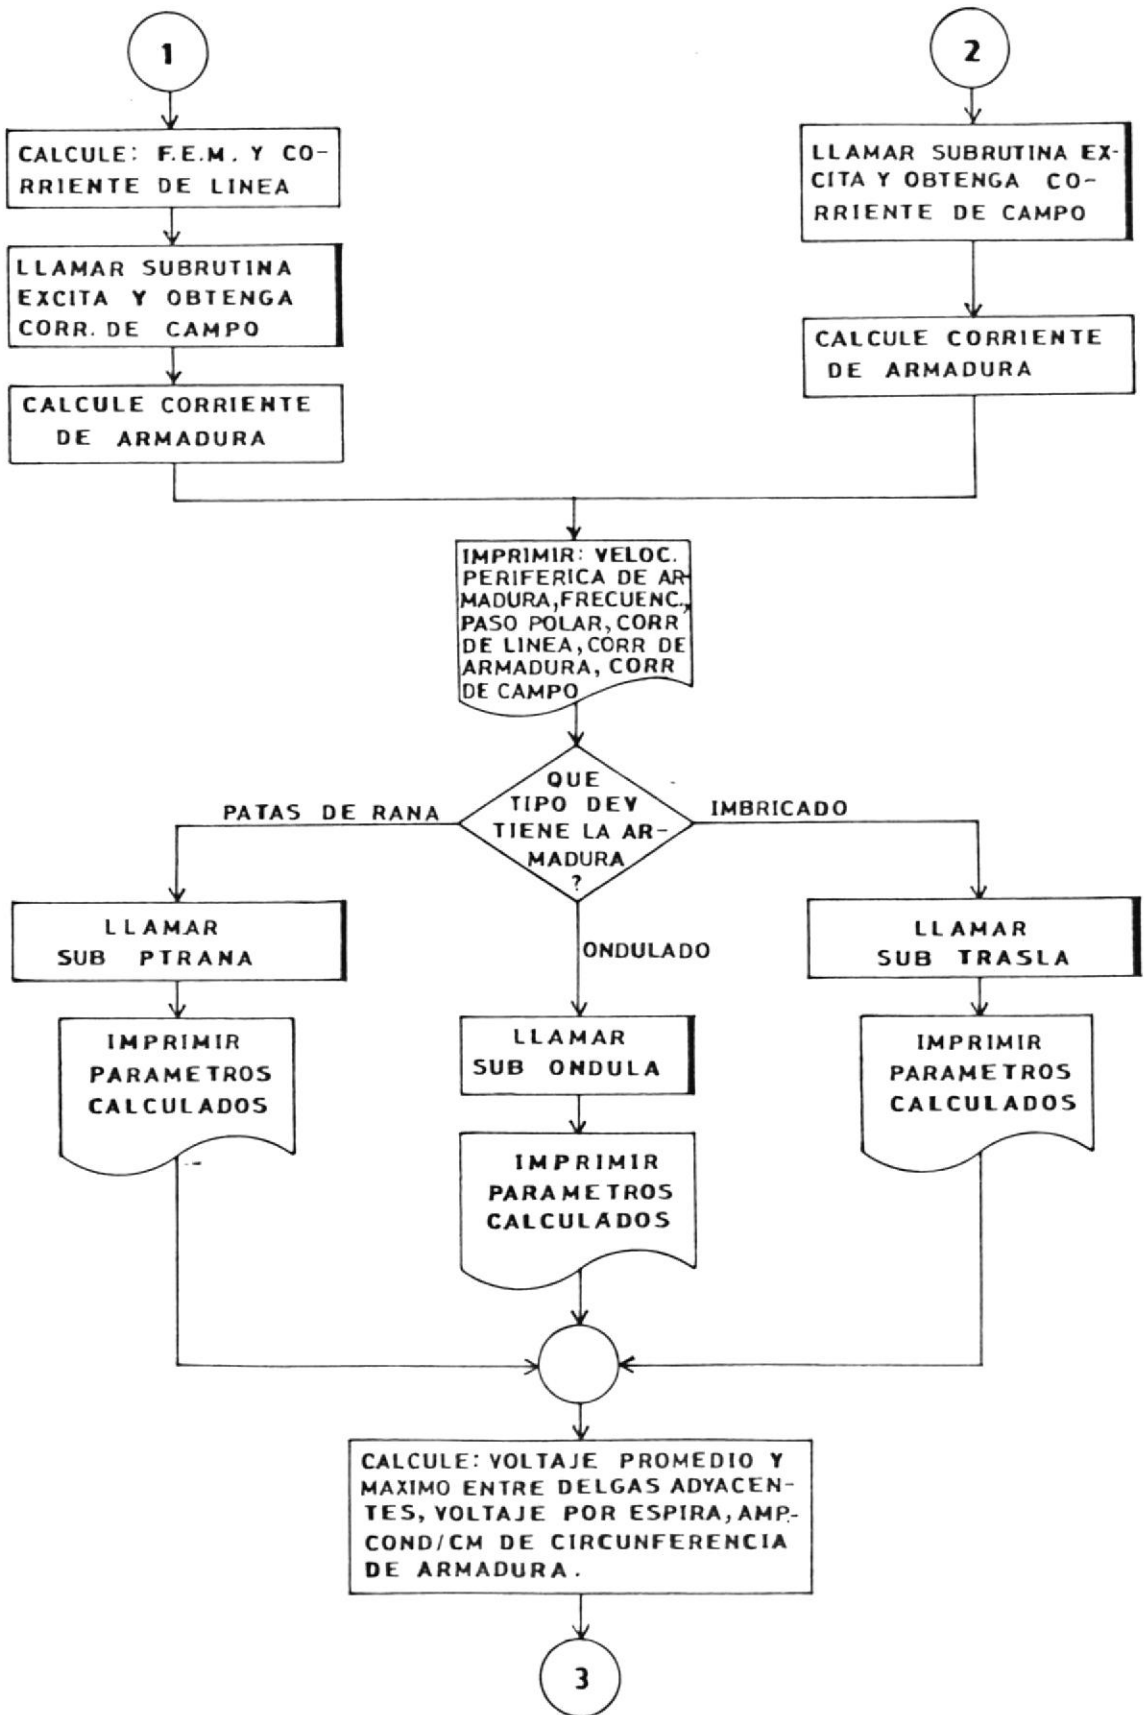 1
CALCULE: F.E.M. Y CO-
RRIENTE DE LINEA
LLAMAR SUBRUTINA
EXCITA Y OBTENGA
CORR. DE CAMPO
CALCULE CORRIENTE
DE ARMADURA
2
LLAMAR SUBRUTINA EX-
CITA Y OBTENGA CO-
RRIENTE DE CAMPO
CALCULE CORRIENTE
DE ARMADURA
IMPRIMIR: VELOC.
PERIFERICA DE AR-
MADURA, FRECUENC.,
PASO POLAR, CORR
DE LINEA, CORR DE
ARMADURA, CORR
DE CAMPO
QUE
TIPO DEV
TIENE LA AR-
MADURA
?
PATAS DE RANA
IMBRICADO
ONDULADO
LLAMAR
SUB PTRANA
IMPRIMIR
PARAMETROS
CALCULADOS
LLAMAR
SUB ONDULA
IMPRIMIR
PARAMETROS
CALCULADOS
LLAMAR
SUB TRASLA
IMPRIMIR
PARAMETROS
CALCULADOS
CALCULE: VOLTAJE PROMEDIO Y
MAXIMO ENTRE DELGAS ADYACEN-
TES, VOLTAJE POR ESPIRA, AMP.-
COND/CM DE CIRCUNFERENCIA
DE ARMADURA.
3